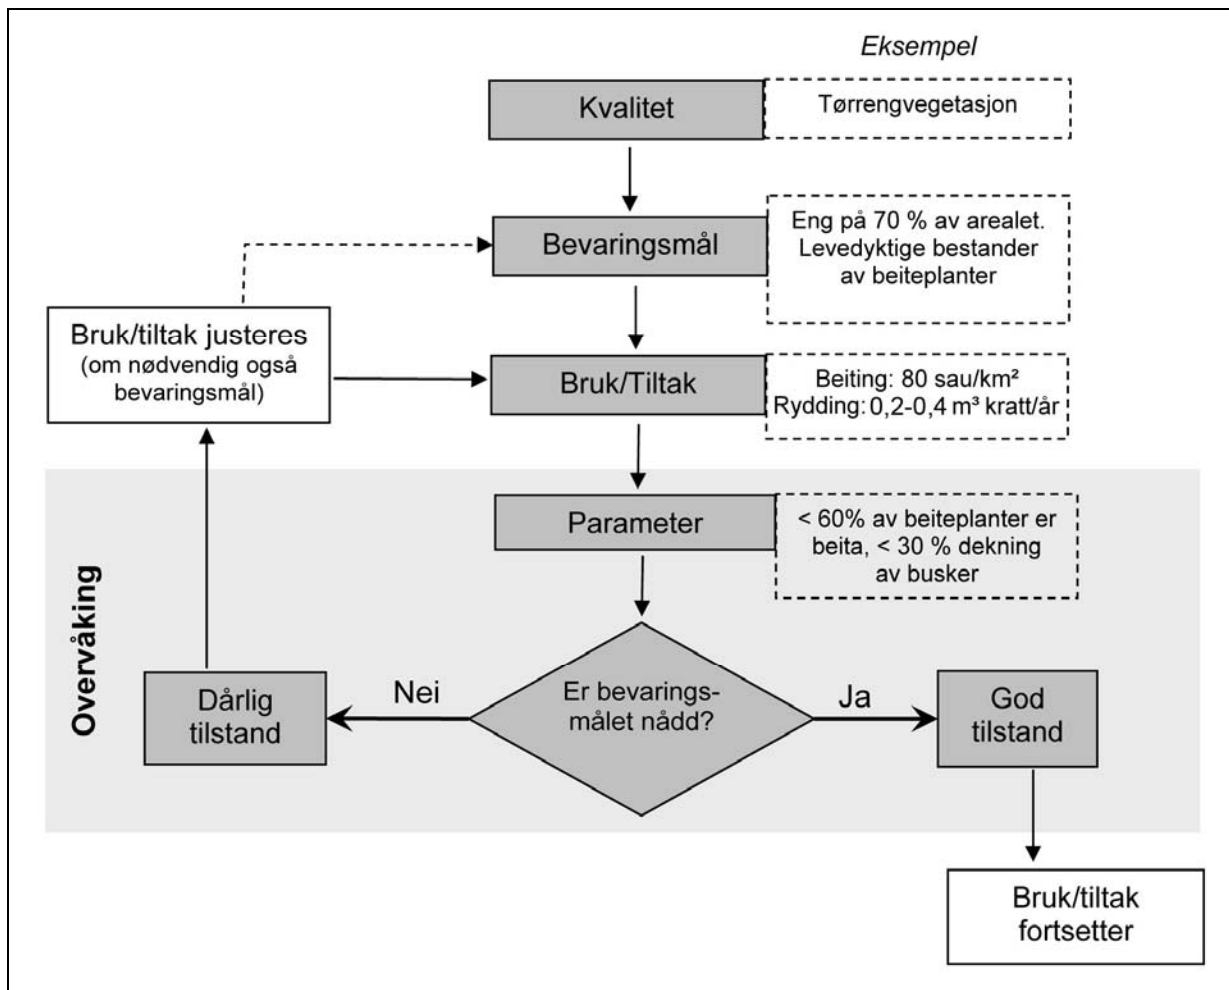 Eksempel
Kvalitet
Tørrengvegetasjon
Bevaringsmål
Eng på 70 % av arealet.
Levedyktige bestander
av beiteplanter
Bruk/tiltak justeres
(om nødvendig også
bevaringsmål)
Bruk/Tiltak
Beiting: 80 sau/km²
Rydding: 0,2-0,4 m³ kratt/år
Overvåking
Parameter
< 60% av beiteplanter er
beita, < 30 % dekning
av busker
Er bevarings-
målet nådd?
Nei
Dårlig
tilstand
Ja
God
tilstand
Bruk/tiltak
fortsetter